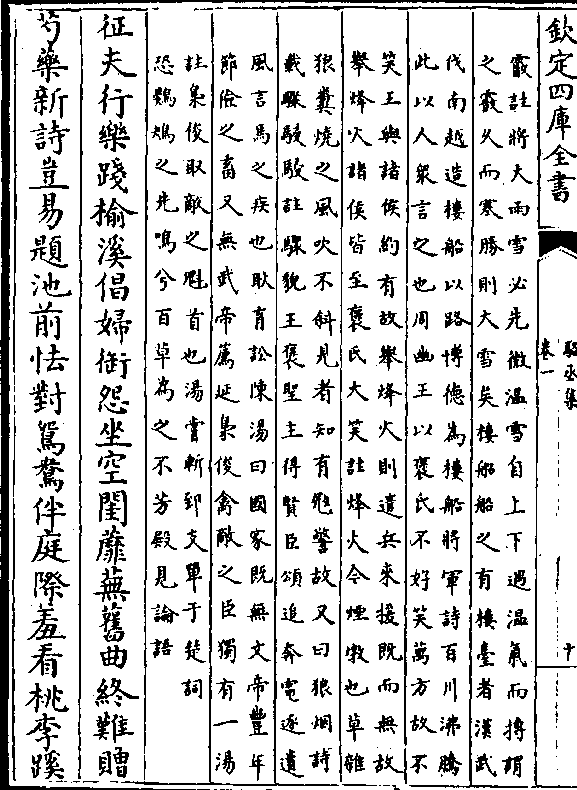 欽定四庫全書
駱丞集
卷一
十
霰註將大雨雪必先微温雪自上下遇温氣而摶謂
之霰久而寒勝則大雪矣樓船船之有樓臺者漢武
伐南越造樓船以路博德為樓船將軍詩百川沸騰
此以人衆言之也周幽王以褒氏不好笑萬方故不
笑王與諸侯約有故舉烽火則遣兵來援既而無故
舉烽火諸侯皆至褒氏大笑註烽火令煙墩也草雜
狼糞燒之風吹不斜見者知有兠警故又曰狼烟詩
載驟駸駸註驟貌王褒聖主得賢臣頌追奔電逐遺
風言馬之疾也耿育訟陳湯曰國家既無文帝豐年
節儉之畜又無武帝薦延梟俊禽敵之臣獨有一湯
註梟俊取敵之魁首也湯嘗斬郅支單于楚詞
恐鷤鴂之先鳴兮百草為之不芳殿見論語
征夫行樂踐榆溪倡婦銜怨坐空閨蘼蕪舊曲終難贈
芍藥新詩豈易題池前怯對鴛鴦伴庭際羞看桃李蹊